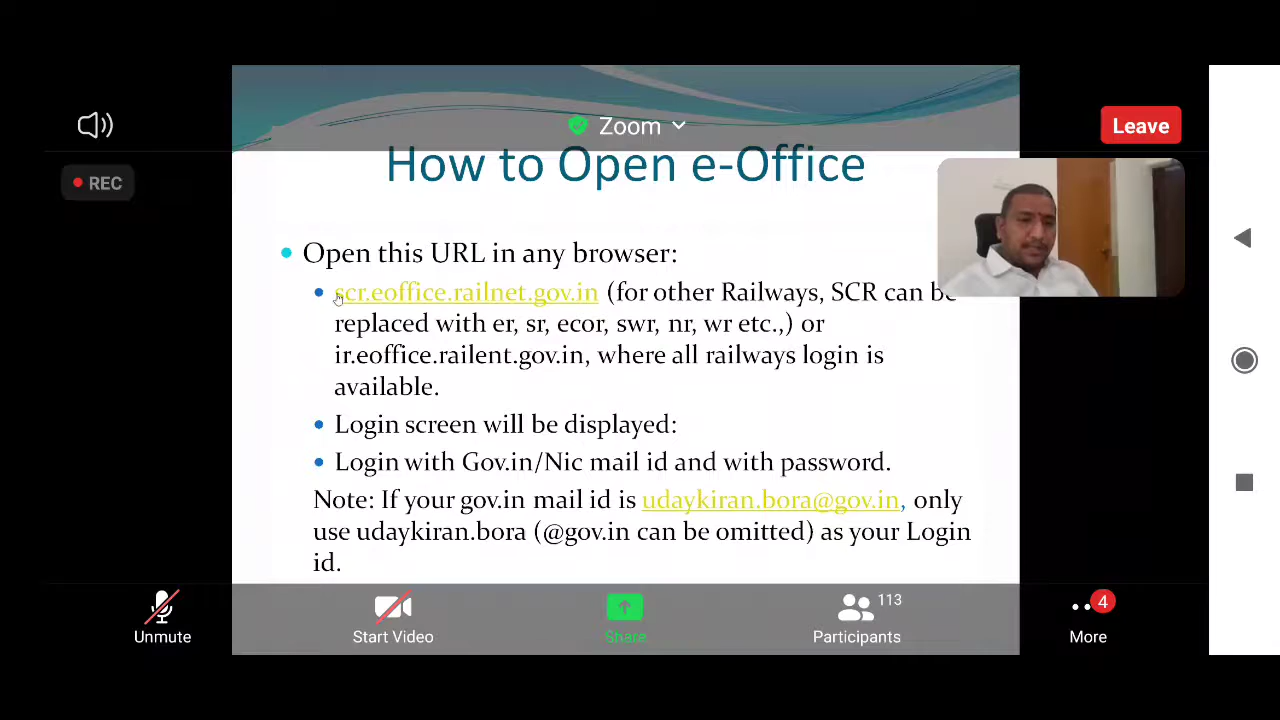 Zoom
Leave
REC
How to Open e-Office
Open this URL in any browser:
scr.eoffice.railnet.gov.in (for other Railways, SCR can be
replaced with er, sr, ecor, swr, nr, wr etc.,) or
ir.eoffice.railent.gov.in, where all railways login is
available.
Login screen will be displayed:
Login with Gov.in/Nic mail id and with password.
Note: If your gov.in mail id is udaykiran.bora@gov.in, only
use udaykiran.bora (@gov.in can be omitted) as your Login
id.
113
4
Unmute
Start Video
Share
Participants
More